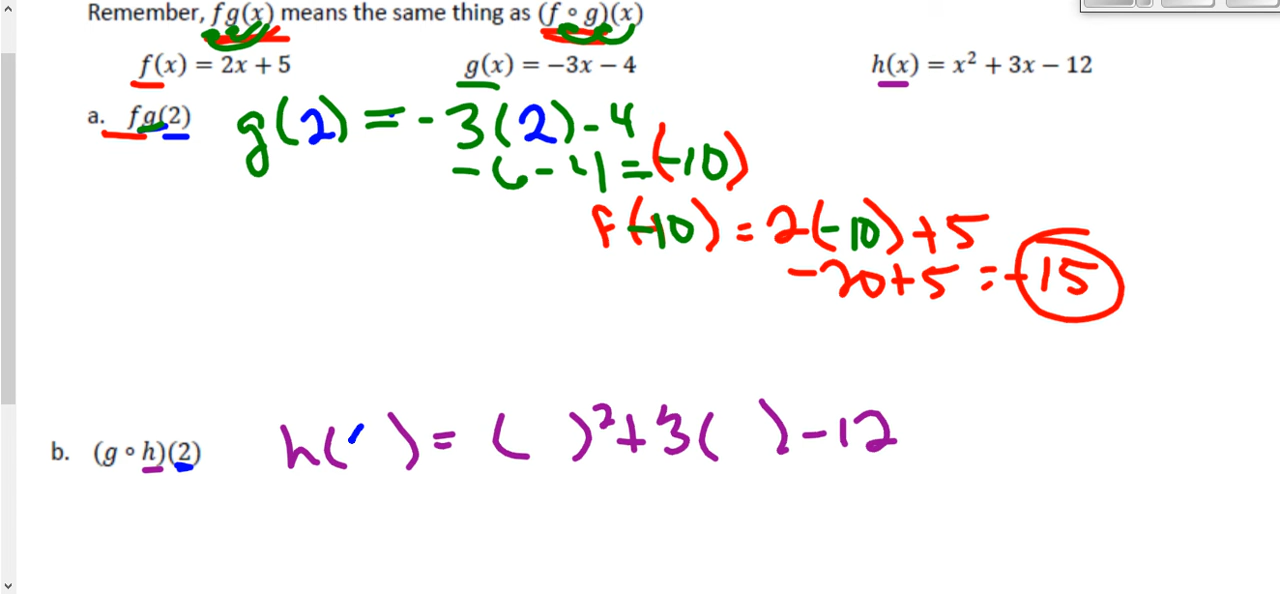 Remember, fg(x) means the same thing as (f ∘ g)(x)
f(x) = 2x + 5 g(x) = −3x − 4 h(x) = x² + 3x − 12
a. fg(2) g(2) = -3(2)-4
-6-4=(-10)
f(-10) = 2(-10)+5
-20+5 = -15
b. (g ∘ h)(2) h( ) = ( )²+3( )-12